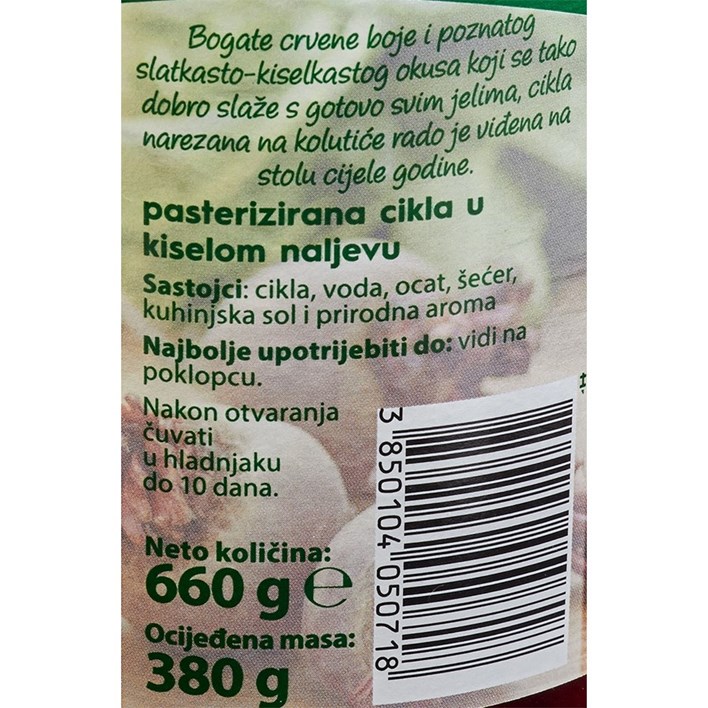 Bogate crvene boje i poznatog
slatkasto-kiselkastog okusa koji se tako
dobro slaže s gotovo svim jelima, cikla
narezana na kolutiće rado je viđena na
stolu cijele godine.
pasterizirana cikla u
kiselom naljevu
Sastojci: cikla, voda, ocat, šećer,
kuhinjska sol i prirodna aroma
Najbolje upotrijebiti do: vidi na
poklopcu.
Nakon otvaranja
čuvati
u hladnjaku
do 10 dana.
Neto količina:
660 g ℮
Ocijeđena masa:
380 g
3 850104 050718